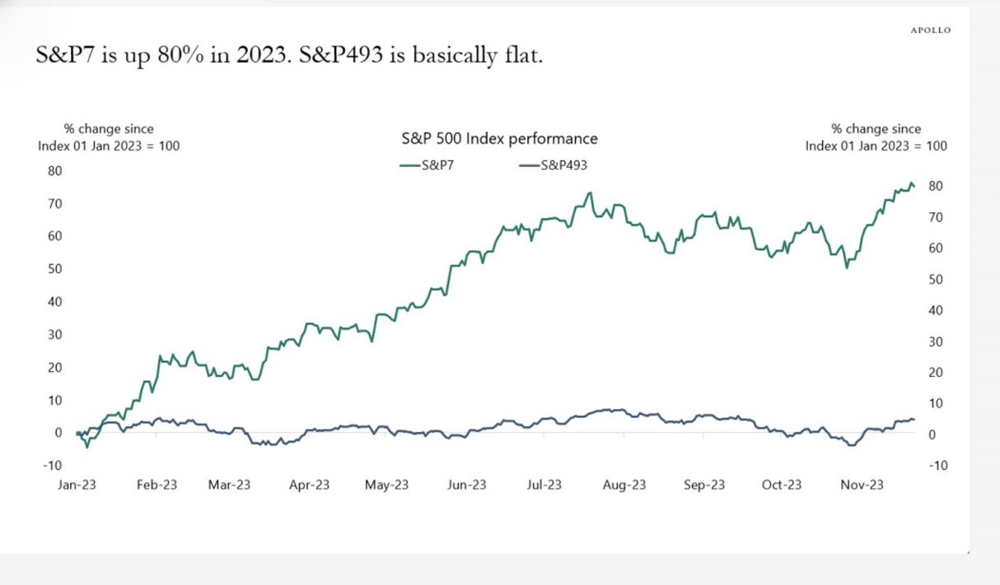 APOLLO
S&P7 is up 80% in 2023. S&P493 is basically flat.
% change since
Index 01 Jan 2023 = 100
S&P 500 Index performance
% change since
Index 01 Jan 2023 = 100
S&P7 S&P493
80
70
60
50
40
30
20
10
0
-10
80
70
60
50
40
30
20
10
0
-10
Jan-23 Feb-23 Mar-23 Apr-23 May-23 Jun-23 Jul-23 Aug-23 Sep-23 Oct-23 Nov-23